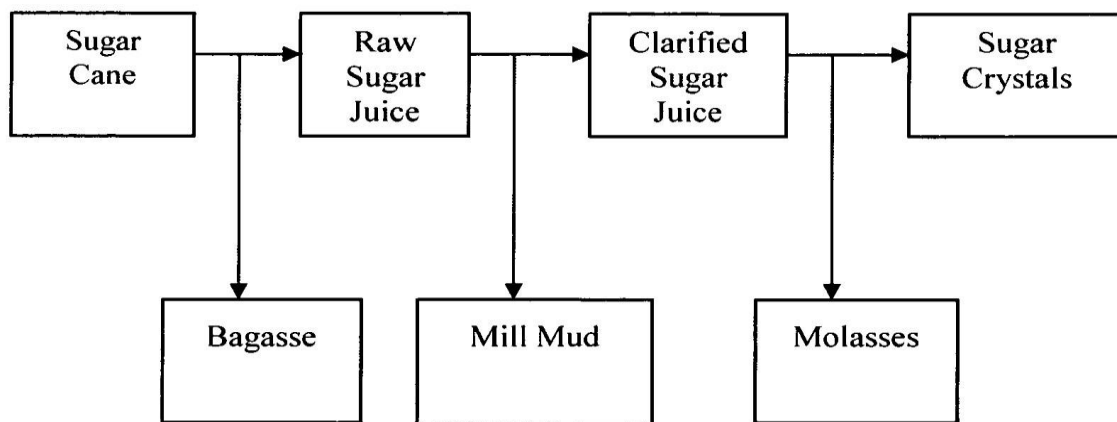 Sugar
Cane
Raw
Sugar
Juice
Clarified
Sugar
Juice
Sugar
Crystals
Bagasse
Mill Mud
Molasses